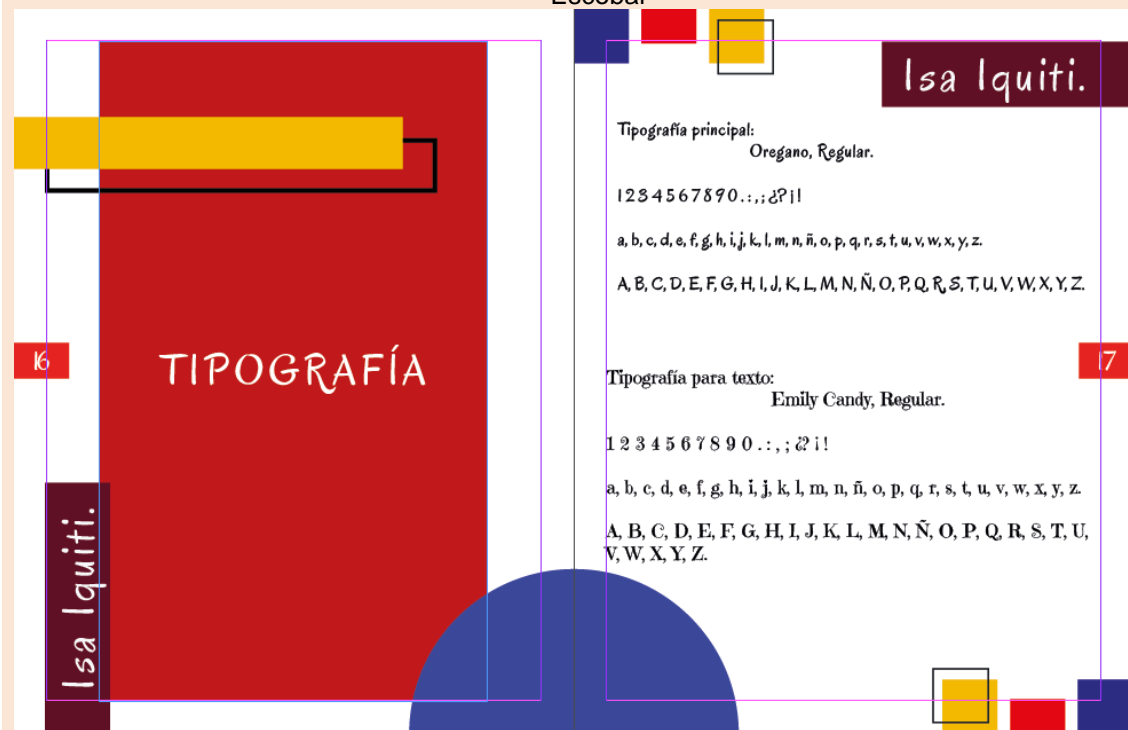 Escobar
16
TIPOGRAFÍA
Isa Iquiti.
Isa Iquiti.
Tipografía principal:
Oregano, Regular.
1234567890.:,;¿?¡!
a, b, c, d, e, f, g, h, i, j, k, l, m, n, ñ, o, p, q, r, s, t, u, v, w, x, y, z.
A, B, C, D, E, F, G, H, I, J, K, L, M, N, Ñ, O, P, Q, R, S, T, U, V, W, X, Y, Z.
17
Tipografía para texto:
Emily Candy, Regular.
1 2 3 4 5 6 7 8 9 0 . : , ; ¿? ¡!
a, b, c, d, e, f, g, h, i, j, k, l, m, n, ñ, o, p, q, r, s, t, u, v, w, x, y, z.
A, B, C, D, E, F, G, H, I, J, K, L, M, N, Ñ, O, P, Q, R, S, T, U,
V, W, X, Y, Z.